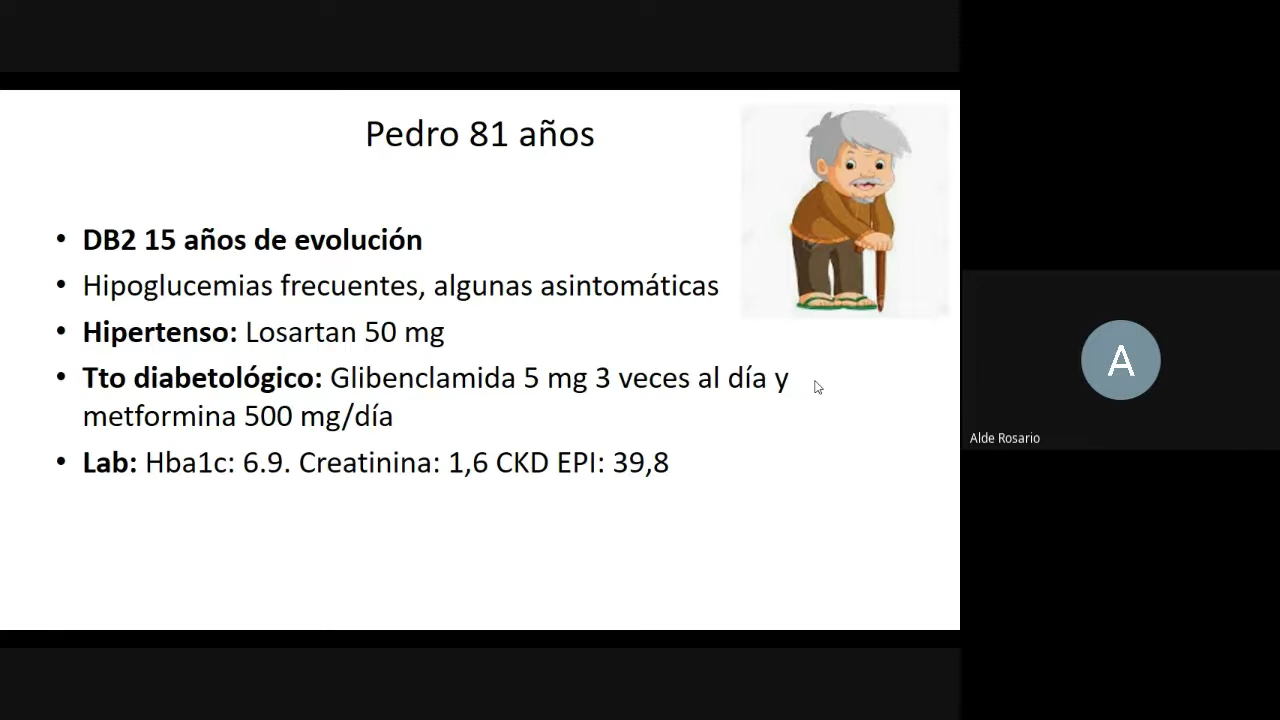 Pedro 81 años
• DB2 15 años de evolución
• Hipoglucemias frecuentes, algunas asintomáticas
• Hipertenso: Losartan 50 mg
• Tto diabetológico: Glibenclamida 5 mg 3 veces al día y
metformina 500 mg/día
• Lab: Hba1c: 6.9. Creatinina: 1,6 CKD EPI: 39,8
A
Alde Rosario